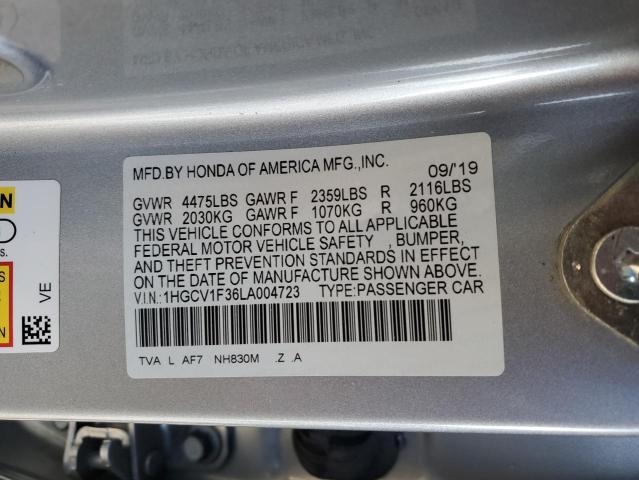 MFD.BY HONDA OF AMERICA MFG.,INC. 09/'19
GVWR 4475LBS GAWR F 2359LBS R 2116LBS
GVWR 2030KG GAWR F 1070KG R 960KG
THIS VEHICLE CONFORMS TO ALL APPLICABLE
FEDERAL MOTOR VEHICLE SAFETY , BUMPER,
AND THEFT PREVENTION STANDARDS IN EFFECT
ON THE DATE OF MANUFACTURE SHOWN ABOVE.
V.I.N.:1HGCV1F36LA004723 TYPE:PASSENGER CAR
TVA L AF7 NH830M .Z .A
VE